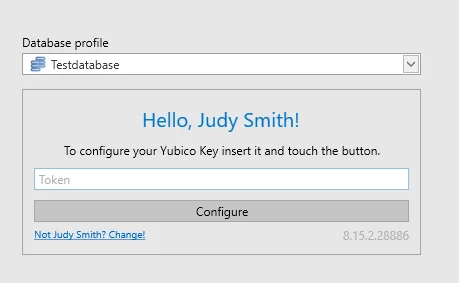 Database profile
Testdatabase
Hello, Judy Smith!
To configure your Yubico Key insert it and touch the button.
Token
Configure
Not Judy Smith? Change!
8.15.2.28886